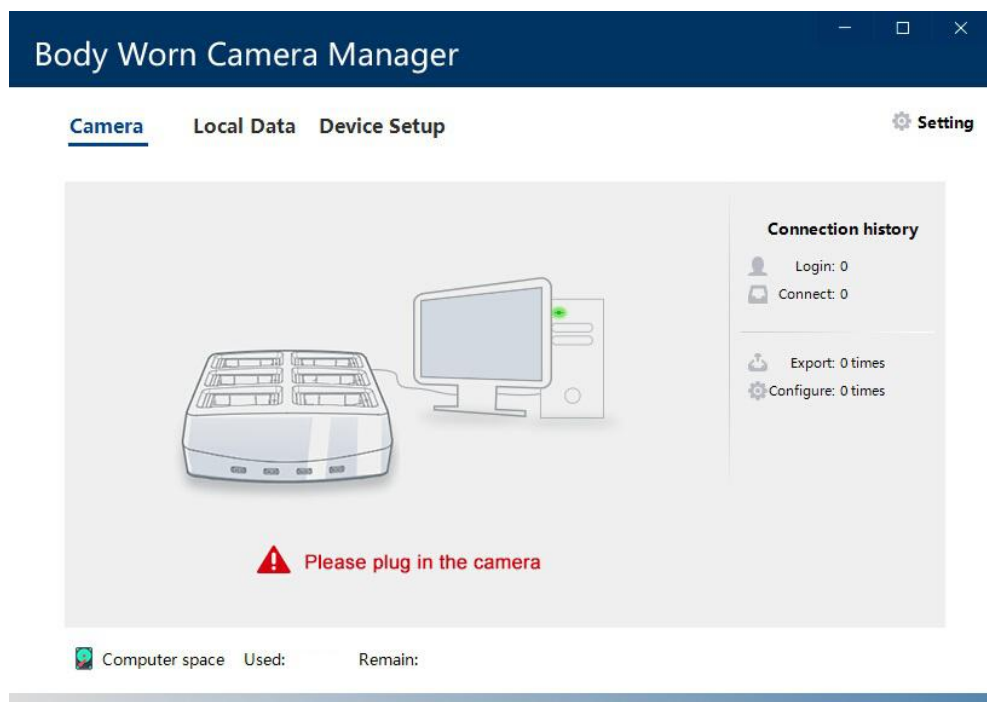 Body Worn Camera Manager
Camera Local Data Device Setup Setting
Connection history
Login: 0
Connect: 0
Export: 0 times
Configure: 0 times
Please plug in the camera
Computer space Used: Remain: